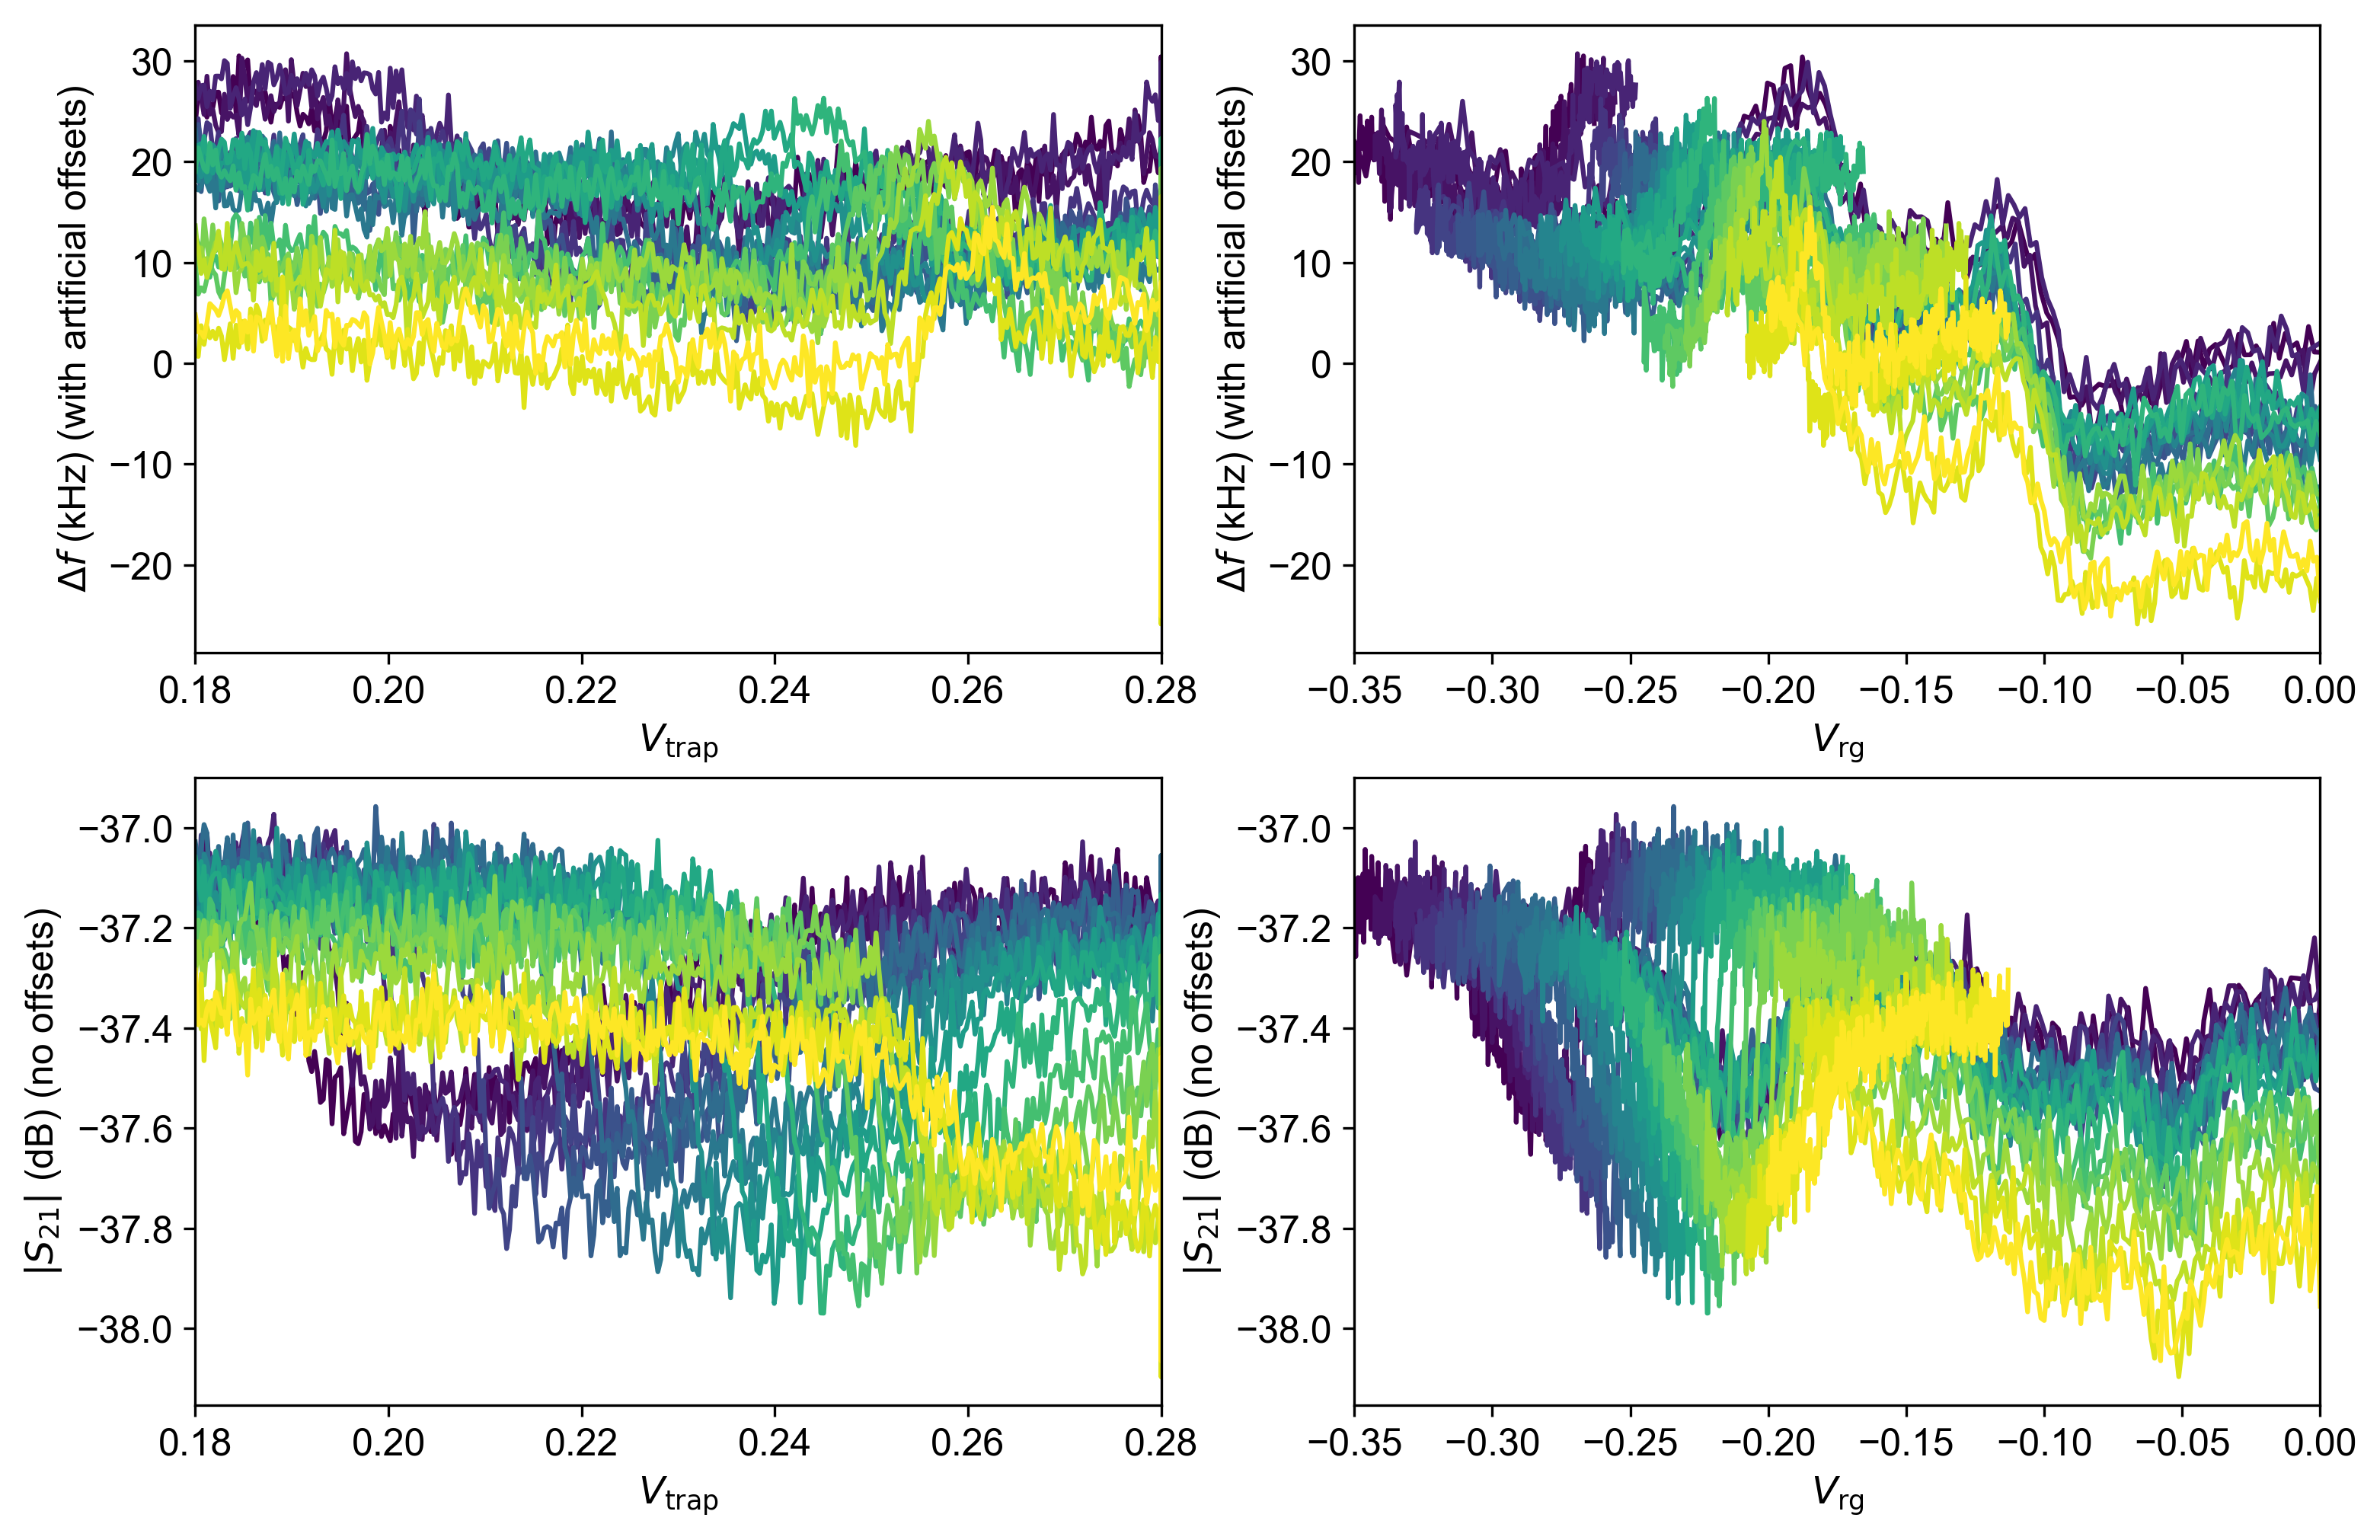 Δf (kHz) (with artificial offsets)
30
20
10
0
−10
−20
0.18 0.20 0.22 0.24 0.26 0.28
V_trap
Δf (kHz) (with artificial offsets)
30
20
10
0
−10
−20
−0.35 −0.30 −0.25 −0.20 −0.15 −0.10 −0.05 0.00
V_rg
|S_21| (dB) (no offsets)
−37.0
−37.2
−37.4
−37.6
−37.8
−38.0
0.18 0.20 0.22 0.24 0.26 0.28
V_trap
|S_21| (dB) (no offsets)
−37.0
−37.2
−37.4
−37.6
−37.8
−38.0
−0.35 −0.30 −0.25 −0.20 −0.15 −0.10 −0.05 0.00
V_rg